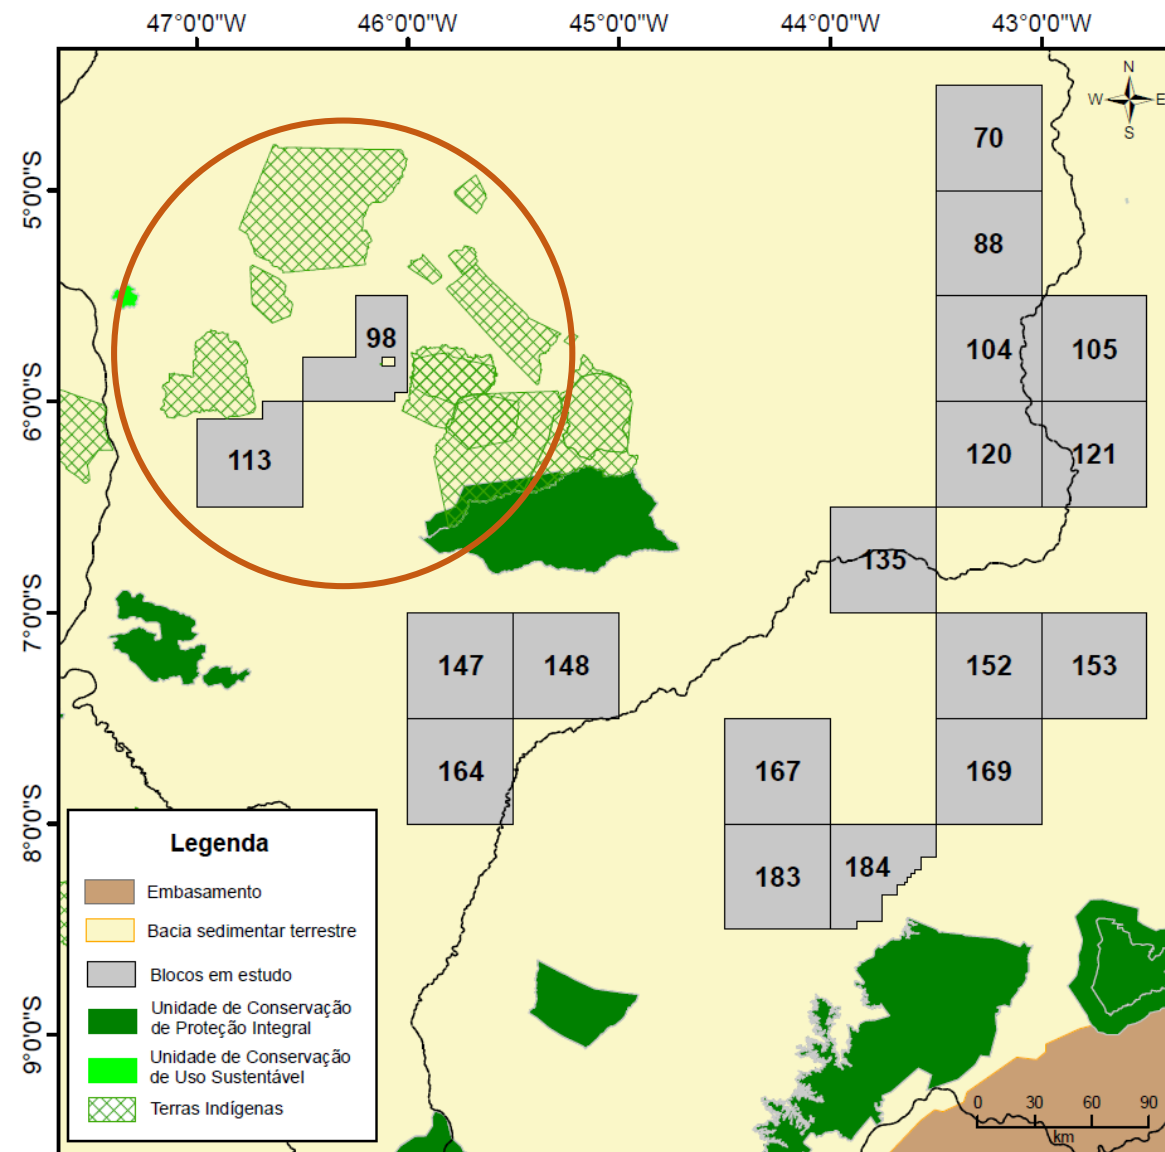 47°0'0"W 46°0'0"W 45°0'0"W 44°0'0"W 43°0'0"W
N
W E
S
5°0'0"S
6°0'0"S
7°0'0"S
8°0'0"S
9°0'0"S
70
88
98
104 105
113
120 121
135
147 148
152 153
164
167
169
183
184
Legenda
Embasamento
Bacia sedimentar terrestre
Blocos em estudo
Unidade de Conservação
de Proteção Integral
Unidade de Conservação
de Uso Sustentável
Terras Indígenas
0 30 60 90
km